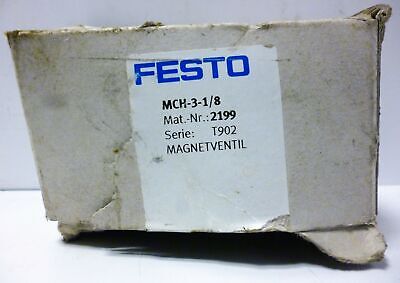 FESTO
MCH-3-1/8
Mat.-Nr.:2199
Serie: T902
MAGNETVENTIL